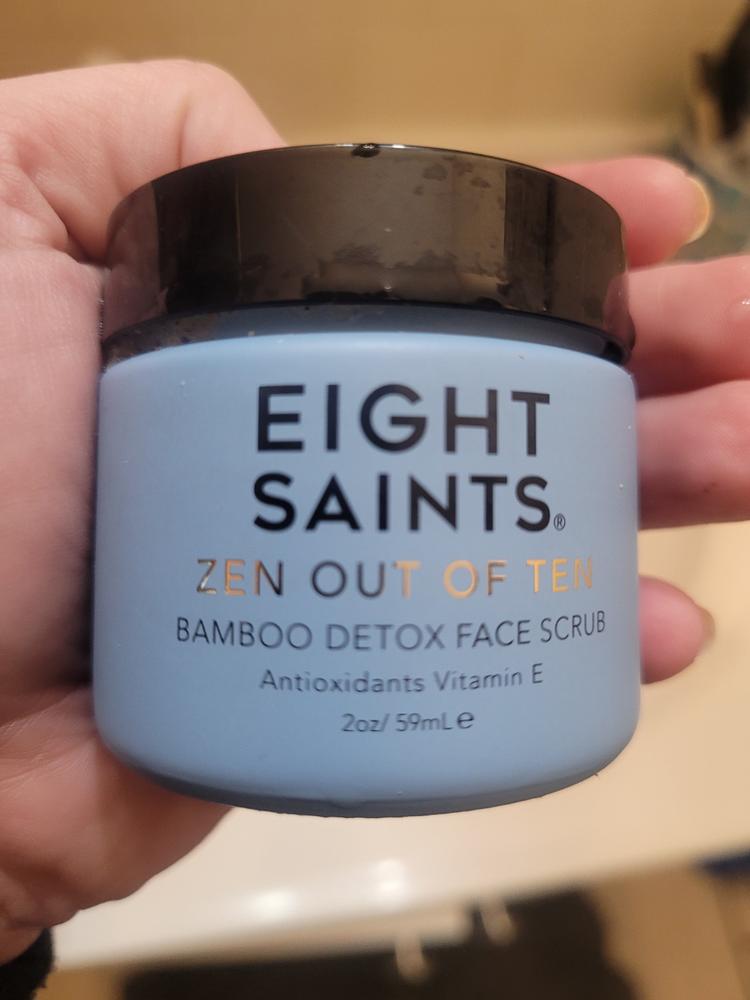 EIGHT
SAINTS®
ZEN OUT OF TEN
BAMBOO DETOX FACE SCRUB
Antioxidants Vitamin E
2oz/ 59mL℮